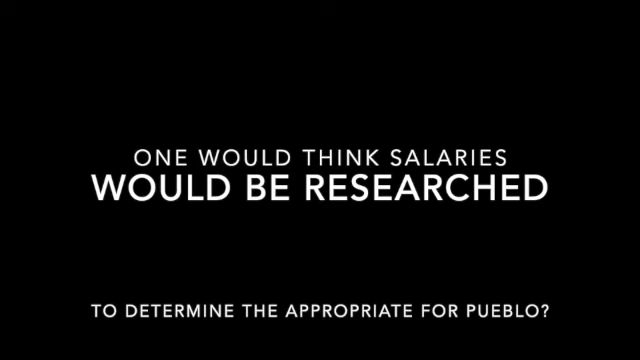 ONE WOULD THINK SALARIES
WOULD BE RESEARCHED
TO DETERMINE THE APPROPRIATE FOR PUEBLO?